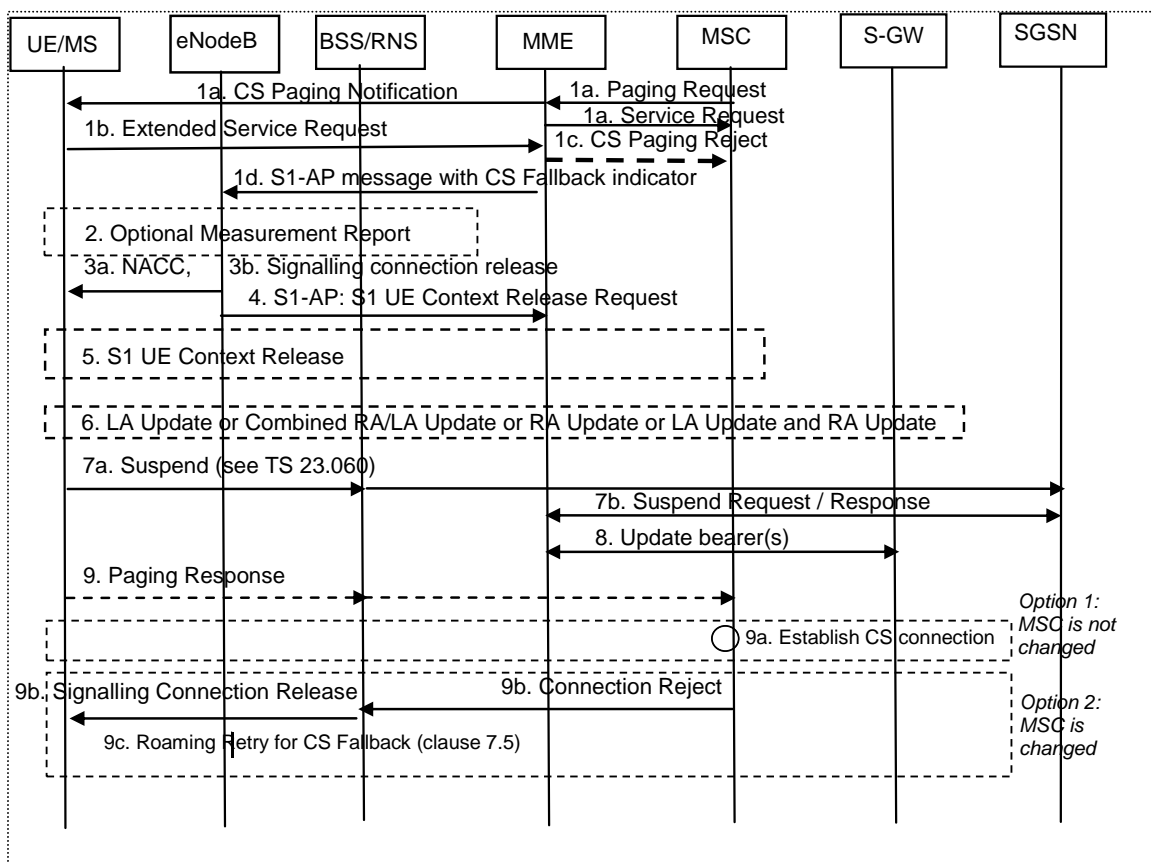 UE/MS
eNodeB
BSS/RNS
MME
MSC
S-GW
SGSN
1a. CS Paging Notification
1a. Paging Request
1a. Service Request
1b. Extended Service Request
1c. CS Paging Reject
1d. S1-AP message with CS Fallback indicator
2. Optional Measurement Report
3a. NACC,
3b. Signalling connection release
4. S1-AP: S1 UE Context Release Request
5. S1 UE Context Release
6. LA Update or Combined RA/LA Update or RA Update or LA Update and RA Update
7a. Suspend (see TS 23.060)
7b. Suspend Request / Response
8. Update bearer(s)
9. Paging Response
Option 1:
MSC is not
changed
9a. Establish CS connection
9b. Signalling Connection Release
9b. Connection Reject
Option 2:
MSC is
changed
9c. Roaming Retry for CS Fallback (clause 7.5)